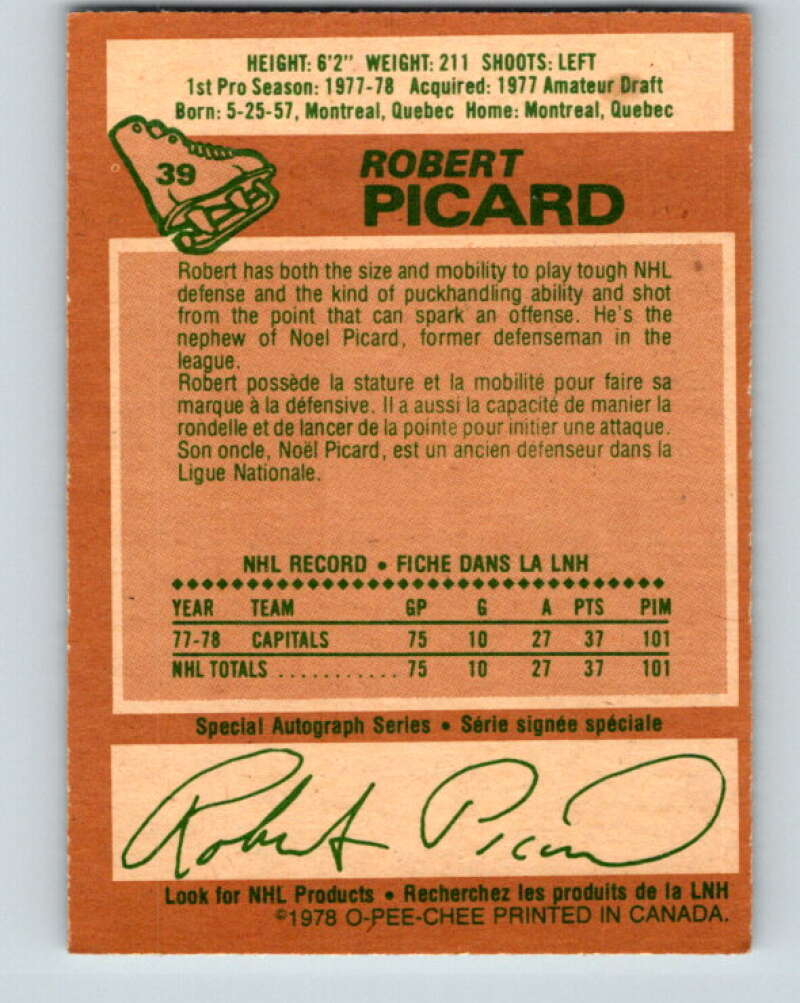 HEIGHT: 6'2" WEIGHT: 211 SHOOTS: LEFT
1st Pro Season: 1977-78 Acquired: 1977 Amateur Draft
Born: 5-25-57, Montreal, Quebec Home: Montreal, Quebec
39
ROBERT
PICARD
Robert has both the size and mobility to play tough NHL
defense and the kind of puckhandling ability and shot
from the point that can spark an offense. He's the
nephew of Noel Picard, former defenseman in the
league.
Robert possède la stature et la mobilité pour faire sa
marque à la défensive. Il a aussi la capacité de manier la
rondelle et de lancer de la pointe pour initier une attaque.
Son oncle, Noël Picard, est un ancien défenseur dans la
Ligue Nationale.
NHL RECORD • FICHE DANS LA LNH
YEAR TEAM GP G A PTS PIM
77-78 CAPITALS 75 10 27 37 101
NHL TOTALS ........... 75 10 27 37 101
Special Autograph Series • Série signée spéciale
Robert Picard
Look for NHL Products • Recherchez les produits de la LNH
©1978 O-PEE-CHEE PRINTED IN CANADA.